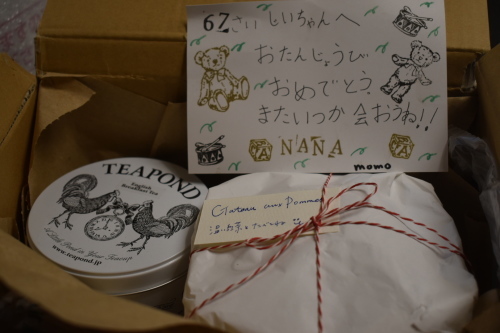 67さい じいちゃんへ
おたんじょうび
おめでとう。
またいつか 会おうね!!
NANA
momo
TEAPOND
English
Breakfast Tea
www.teapond.jp
Gateau aux Pommes